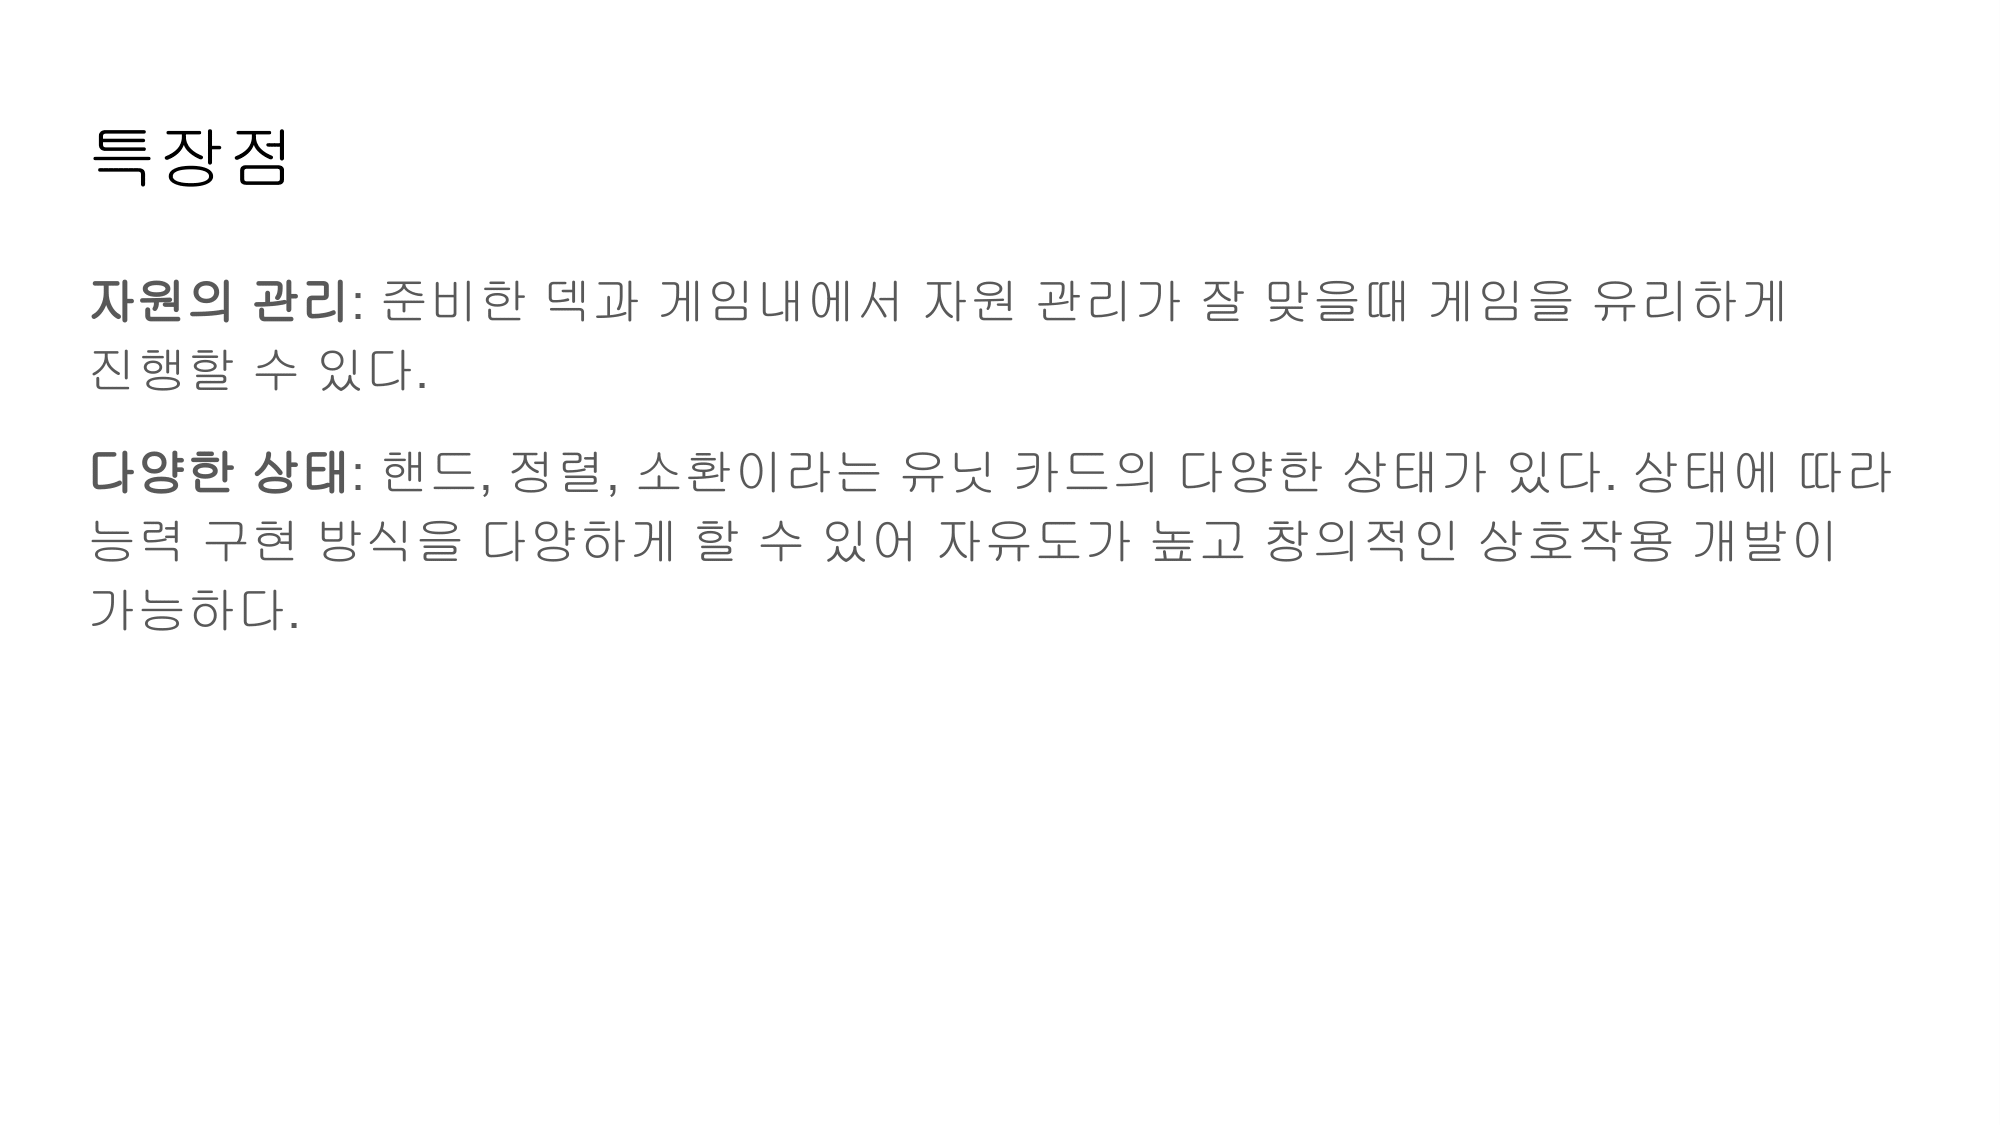 특장점
자원의 관리: 준비한 덱과 게임내에서 자원 관리가 잘 맞을때 게임을 유리하게
진행할 수 있다.
다양한 상태: 핸드, 정렬, 소환이라는 유닛 카드의 다양한 상태가 있다. 상태에 따라
능력 구현 방식을 다양하게 할 수 있어 자유도가 높고 창의적인 상호작용 개발이
가능하다.